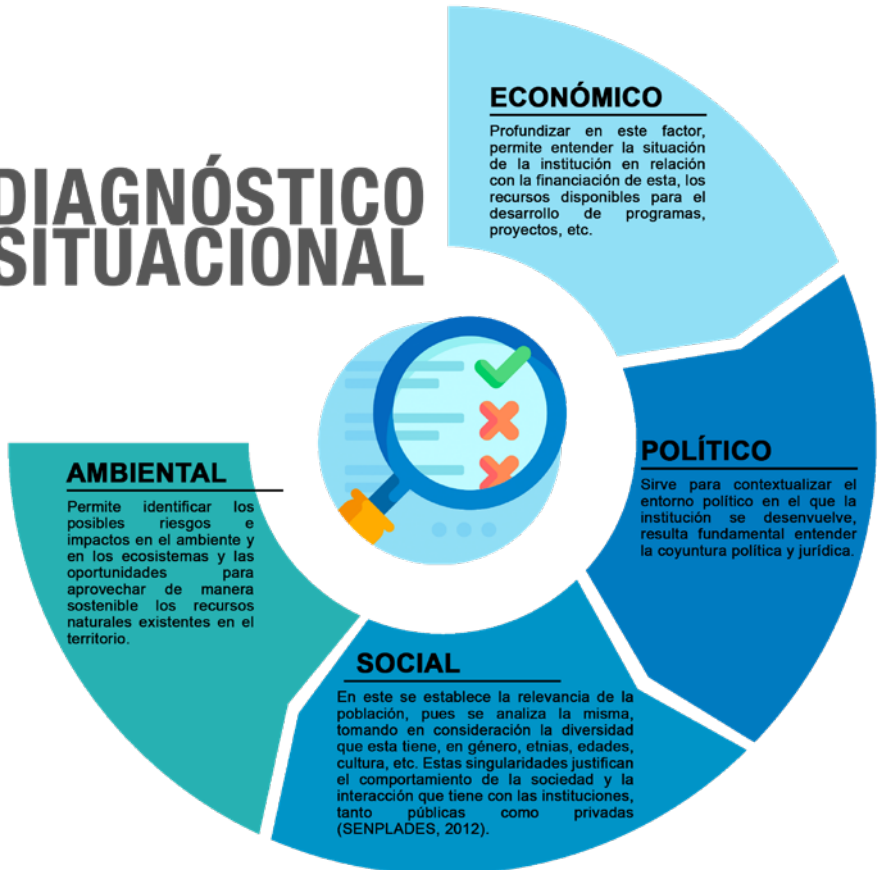 DIAGNÓSTICO
SITUACIONAL
ECONÓMICO
Profundizar en este factor,
permite entender la situación
de la institución en relación
con la financiación de esta, los
recursos disponibles para el
desarrollo de programas,
proyectos, etc.
POLÍTICO
Sirve para contextualizar el
entorno político en el que la
institución se desenvuelve,
resulta fundamental entender
la coyuntura política y jurídica.
SOCIAL
En este se establece la relevancia de la
población, pues se analiza la misma,
tomando en consideración la diversidad
que esta tiene, en género, etnias, edades,
cultura, etc. Estas singularidades justifican
el comportamiento de la sociedad y la
interacción que tiene con las instituciones,
tanto públicas como privadas
(SENPLADES, 2012).
AMBIENTAL
Permite identificar los
posibles riesgos e
impactos en el ambiente y
en los ecosistemas y las
oportunidades para
aprovechar de manera
sostenible los recursos
naturales existentes en el
territorio.